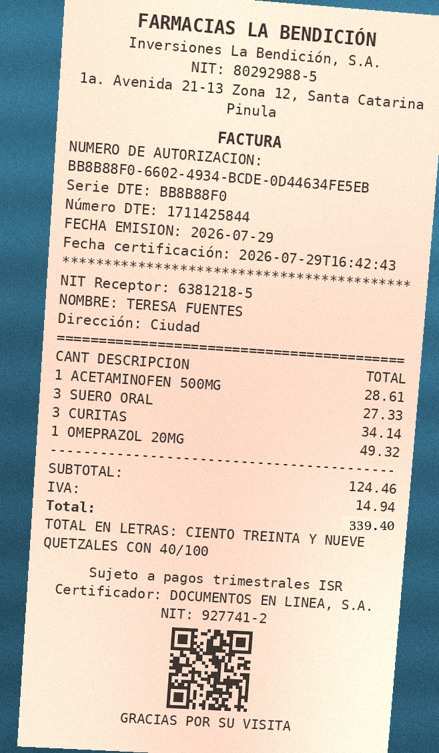 FARMACIAS LA BENDICIÓN
Inversiones La Bendición, S.A.
NIT: 80292988-5
1a. Avenida 21-13 Zona 12, Santa Catarina
Pinula
FACTURA
NUMERO DE AUTORIZACION:
BB8B88F0-6602-4934-BCDE-0D44634FE5EB
Serie DTE: BB8B88F0
Número DTE: 1711425844
FECHA EMISION: 2026-07-29
Fecha certificación: 2026-07-29T16:42:43
******************************************
NIT Receptor: 6381218-5
NOMBRE: TERESA FUENTES
Dirección: Ciudad
==========================================
CANT DESCRIPCION TOTAL
1 ACETAMINOFEN 500MG 28.61
3 SUERO ORAL 27.33
3 CURITAS 34.14
1 OMEPRAZOL 20MG 49.32
------------------------------------------
SUBTOTAL: 124.46
IVA: 14.94
Total: 339.40
TOTAL EN LETRAS: CIENTO TREINTA Y NUEVE
QUETZALES CON 40/100
Sujeto a pagos trimestrales ISR
Certificador: DOCUMENTOS EN LINEA, S.A.
NIT: 927741-2
GRACIAS POR SU VISITA